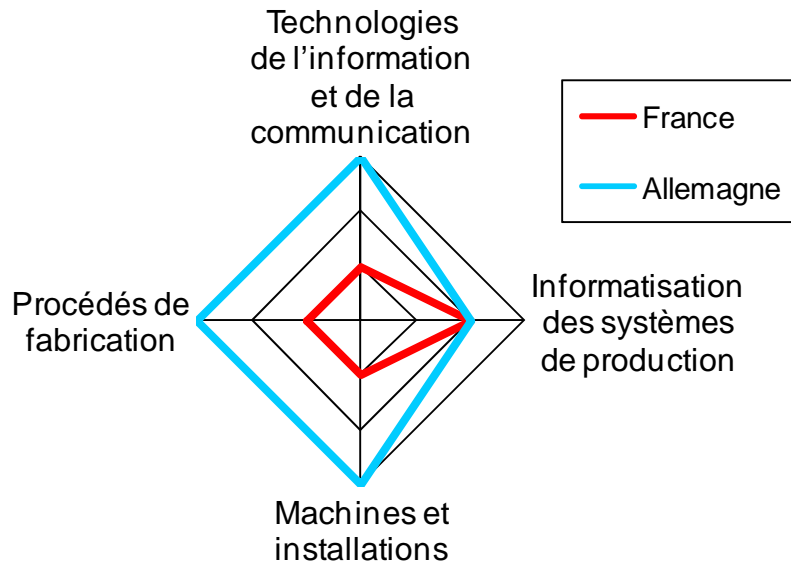 Technologies
de l'information
et de la
communication
France
Allemagne
Procédés de
fabrication
Informatisation
des systèmes
de production
Machines et
installations